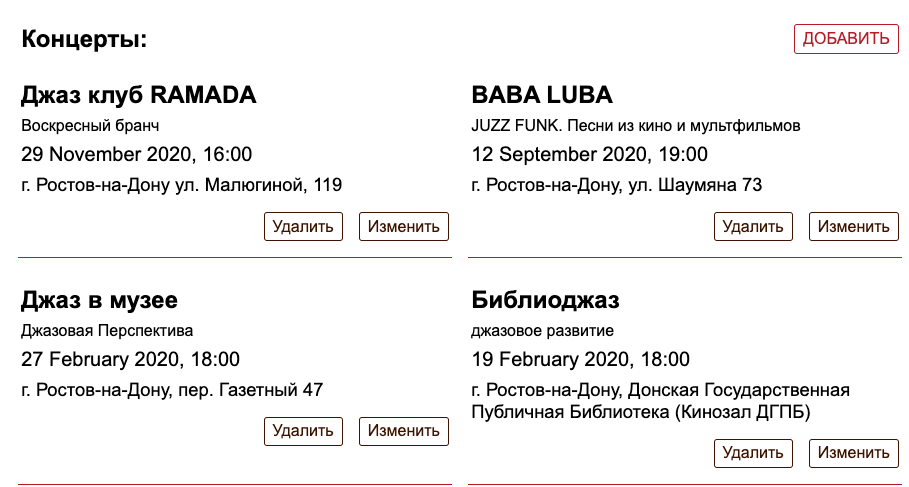 Концерты:
ДОБАВИТЬ
Джаз клуб RAMADA
Воскресный бранч
29 November 2020, 16:00
г. Ростов-на-Дону ул. Малюгиной, 119
Удалить
Изменить
BABA LUBA
JUZZ FUNK. Песни из кино и мультфильмов
12 September 2020, 19:00
г. Ростов-на-Дону, ул. Шаумяна 73
Удалить
Изменить
Джаз в музее
Джазовая Перспектива
27 February 2020, 18:00
г. Ростов-на-Дону, пер. Газетный 47
Удалить
Изменить
Библиоджаз
джазовое развитие
19 February 2020, 18:00
г. Ростов-на-Дону, Донская Государственная
Публичная Библиотека (Кинозал ДГПБ)
Удалить
Изменить